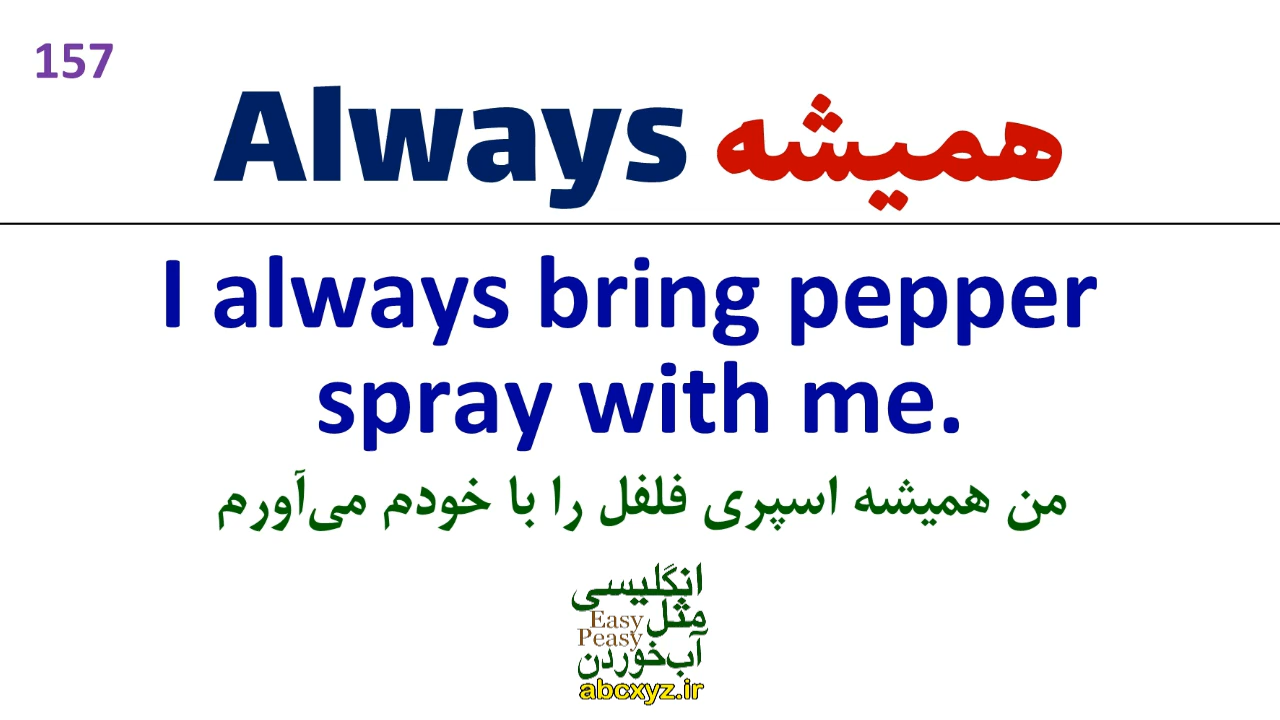 157
Always همیشه
I always bring pepper
spray with me.
من همیشه اسپری فلفل را با خودم می‌آورم
انگلیسی
مثل
Easy
Peasy
آب‌خوردن
abcxyz.ir